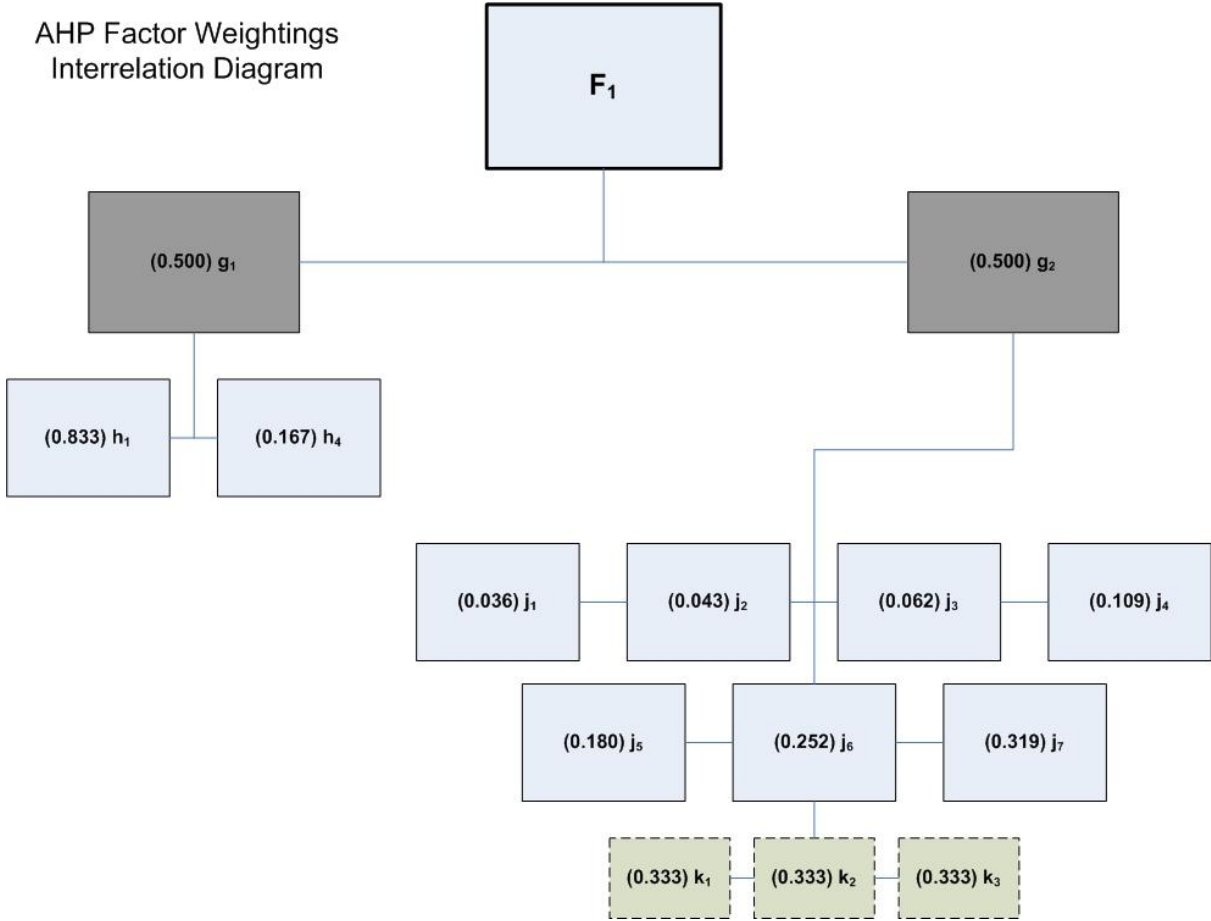 AHP Factor Weightings
Interrelation Diagram
F₁
(0.500) g₁
(0.500) g₂
(0.833) h₁
(0.167) h₄
(0.036) j₁
(0.043) j₂
(0.062) j₃
(0.109) j₄
(0.180) j₅
(0.252) j₆
(0.319) j₇
(0.333) k₁
(0.333) k₂
(0.333) k₃